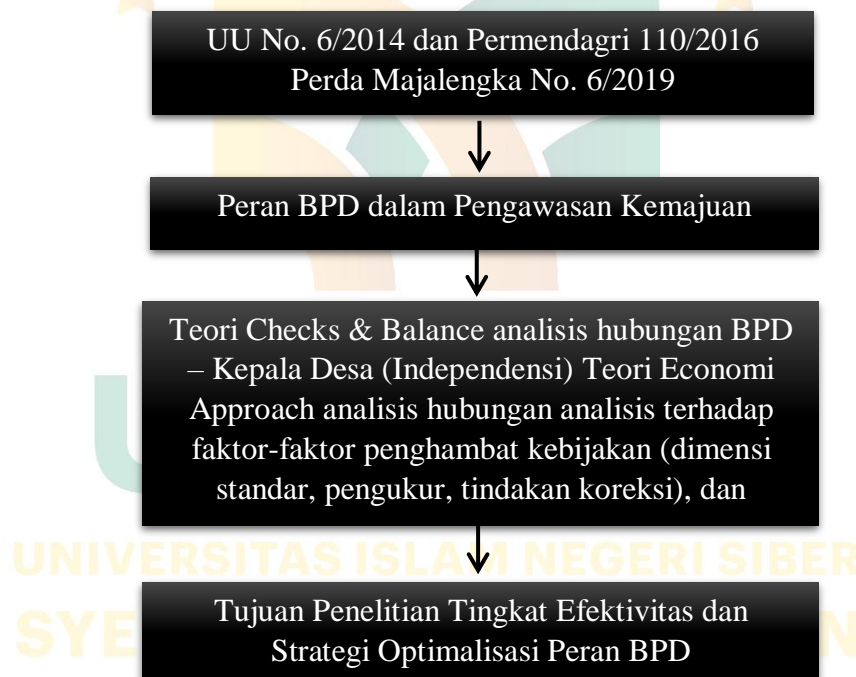 UU No. 6/2014 dan Permendagri 110/2016
Perda Majalengka No. 6/2019
Peran BPD dalam Pengawasan Kemajuan
Teori Checks & Balance analisis hubungan BPD
– Kepala Desa (Independensi) Teori Economi
Approach analisis hubungan analisis terhadap
faktor-faktor penghambat kebijakan (dimensi
standar, pengukur, tindakan koreksi), dan
UNIVERSITAS ISLAM NEGERI SIBER
Tujuan Penelitian Tingkat Efektivitas dan
Strategi Optimalisasi Peran BPD